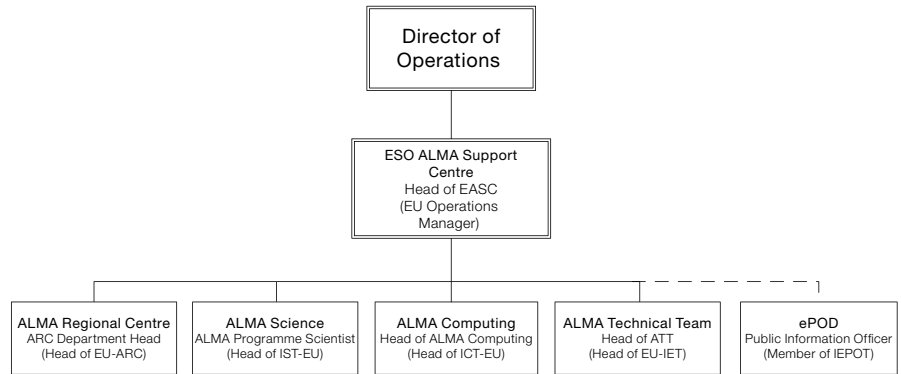 Director of
Operations
ESO ALMA Support
Centre
Head of EASC
(EU Operations
Manager)
ALMA Regional Centre
ARC Department Head
(Head of EU-ARC)
ALMA Science
ALMA Programme Scientist
(Head of IST-EU)
ALMA Computing
Head of ALMA Computing
(Head of ICT-EU)
ALMA Technical Team
Head of ATT
(Head of EU-IET)
ePOD
Public Information Officer
(Member of IEPOT)